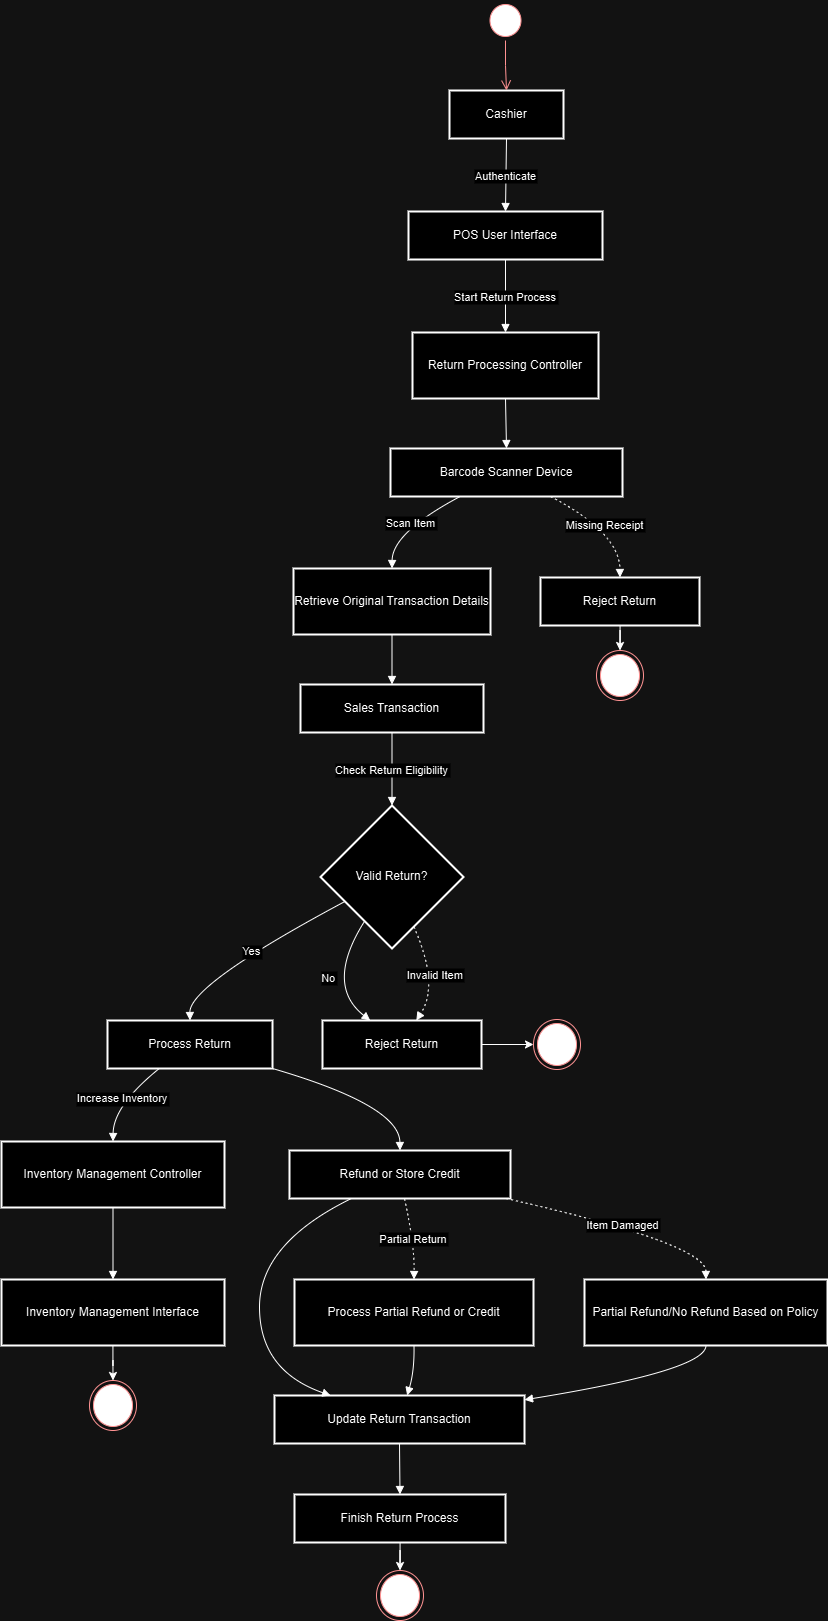 Cashier
Authenticate
POS User Interface
Start Return Process
Return Processing Controller
Barcode Scanner Device
Scan Item
Missing Receipt
Retrieve Original Transaction Details
Reject Return
Sales Transaction
Check Return Eligibility
Valid Return?
Yes
No
Invalid Item
Process Return
Reject Return
Increase Inventory
Inventory Management Controller
Refund or Store Credit
Partial Return
Item Damaged
Inventory Management Interface
Process Partial Refund or Credit
Partial Refund/No Refund Based on Policy
Update Return Transaction
Finish Return Process